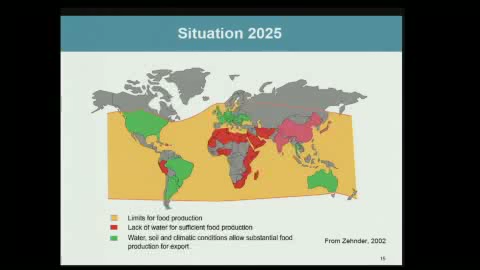 Situation 2025
Limits for food production
Lack of water for sufficient food production
Water, soil and climatic conditions allow substantial food
production for export
From Zehnder, 2002
15